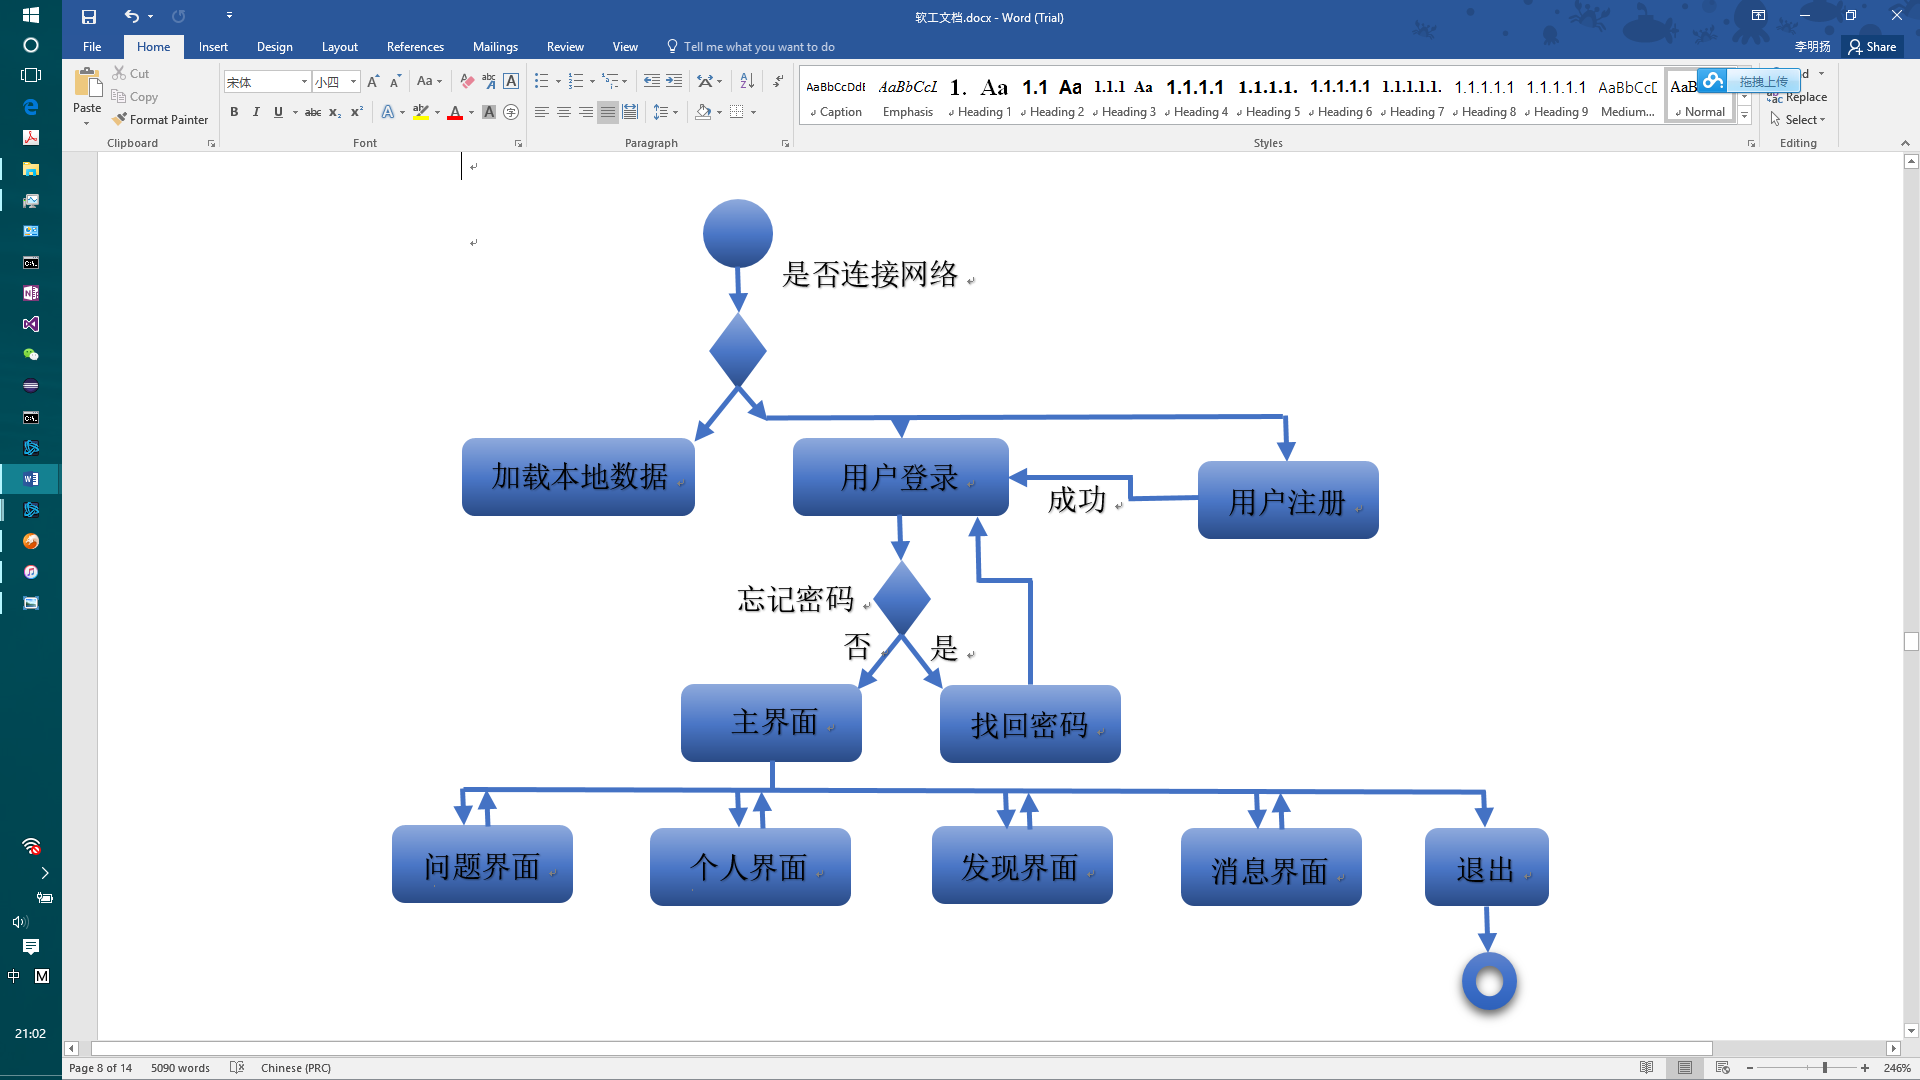 软工文档.docx - Word (Trial)
File Home Insert Design Layout References Mailings Review View Tell me what you want to do 李明扬 Share
Paste
Cut
Copy
Format Painter
Clipboard
宋体 小四 Aa
B I U abc x₂ x² A A A 字
Font
Paragraph
AaBbCcDdE AaBbCcI 1. Aa 1.1 Aa 1.1.1 Aa 1.1.1.1 1.1.1.1. 1.1.1.1.1 1.1.1.1.1. 1.1.1.1.1 1.1.1.1.1 AaBbCcD AaB
Caption Emphasis Heading 1 Heading 2 Heading 3 Heading 4 Heading 5 Heading 6 Heading 7 Heading 8 Heading 9 Medium... Normal
Styles
拖拽上传
Replace
Select
Editing
是否连接网络
加载本地数据
用户登录
成功
用户注册
忘记密码
否
是
主界面
找回密码
问题界面
个人界面
发现界面
消息界面
退出
中 M
21:02
Page 8 of 14 5090 words Chinese (PRC) 246%